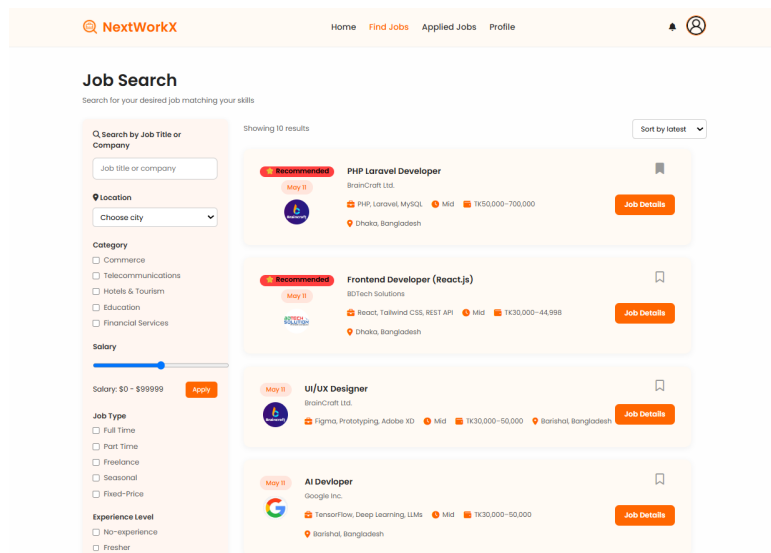 NextWorkX
Home Find Jobs Applied Jobs Profile
Job Search
Search for your desired job matching your skills
Search by Job Title or
Company
Job title or company
Location
Choose city
Category
Commerce
Telecommunications
Hotels & Tourism
Education
Financial Services
Salary
Salary: $0 - $99999 Apply
Job Type
Full Time
Part Time
Freelance
Seasonal
Fixed-Price
Experience Level
No-experience
Fresher
Showing 10 results
Sort by latest
Recommended
May 11
Braincraft
PHP Laravel Developer
BrainCraft Ltd.
PHP, Laravel, MySQL Mid TK50,000-700,000
Dhaka, Bangladesh
Job Details
Recommended
May 11
BDTECH
SOLUTION
Frontend Developer (React.js)
BDTech Solutions
React, Tailwind CSS, REST API Mid TK30,000-44,998
Dhaka, Bangladesh
Job Details
May 11
Braincraft
UI/UX Designer
BrainCraft Ltd.
Figma, Prototyping, Adobe XD Mid TK30,000-50,000 Barishal, Bangladesh
Job Details
May 11
AI Devloper
Google Inc.
TensorFlow, Deep Learning, LLMs Mid TK30,000-50,000
Barishal, Bangladesh
Job Details